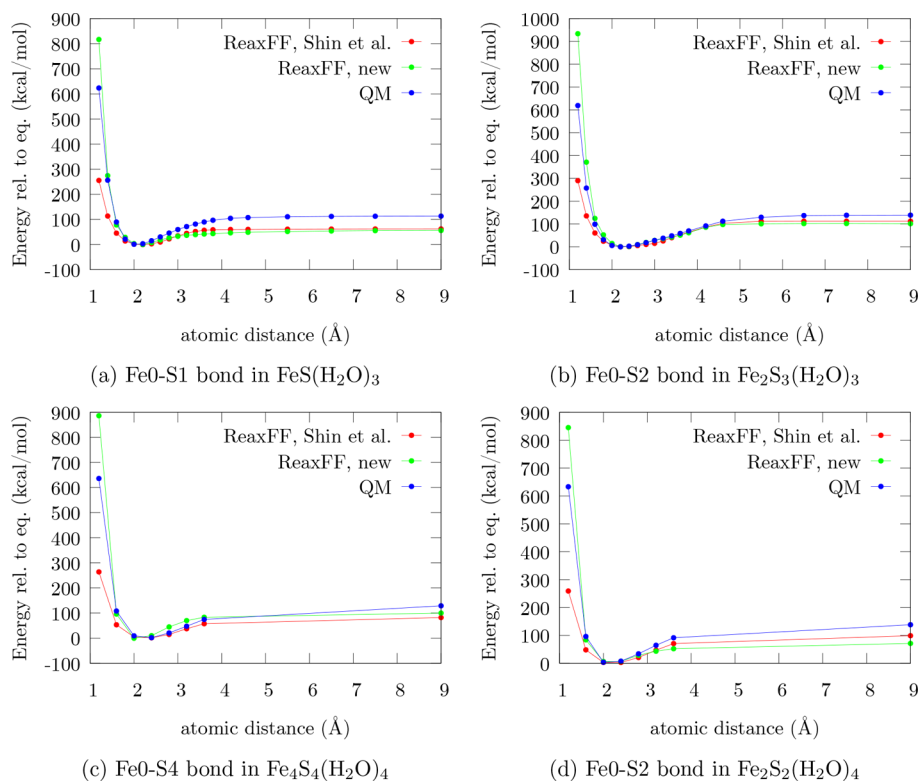 Energy rel. to eq. (kcal/mol)
900
800
700
600
500
400
300
200
100
0
-100
ReaxFF, Shin et al.
ReaxFF, new
QM
1 2 3 4 5 6 7 8 9
atomic distance (Å)
(a) Fe0-S1 bond in FeS(H₂O)₃
Energy rel. to eq. (kcal/mol)
1000
900
800
700
600
500
400
300
200
100
0
-100
ReaxFF, Shin et al.
ReaxFF, new
QM
1 2 3 4 5 6 7 8 9
atomic distance (Å)
(b) Fe0-S2 bond in Fe₂S₃(H₂O)₃
Energy rel. to eq. (kcal/mol)
900
800
700
600
500
400
300
200
100
0
-100
ReaxFF, Shin et al.
ReaxFF, new
QM
1 2 3 4 5 6 7 8 9
atomic distance (Å)
(c) Fe0-S4 bond in Fe₄S₄(H₂O)₄
Energy rel. to eq. (kcal/mol)
900
800
700
600
500
400
300
200
100
0
ReaxFF, Shin et al.
ReaxFF, new
QM
1 2 3 4 5 6 7 8 9
atomic distance (Å)
(d) Fe0-S2 bond in Fe₂S₂(H₂O)₄